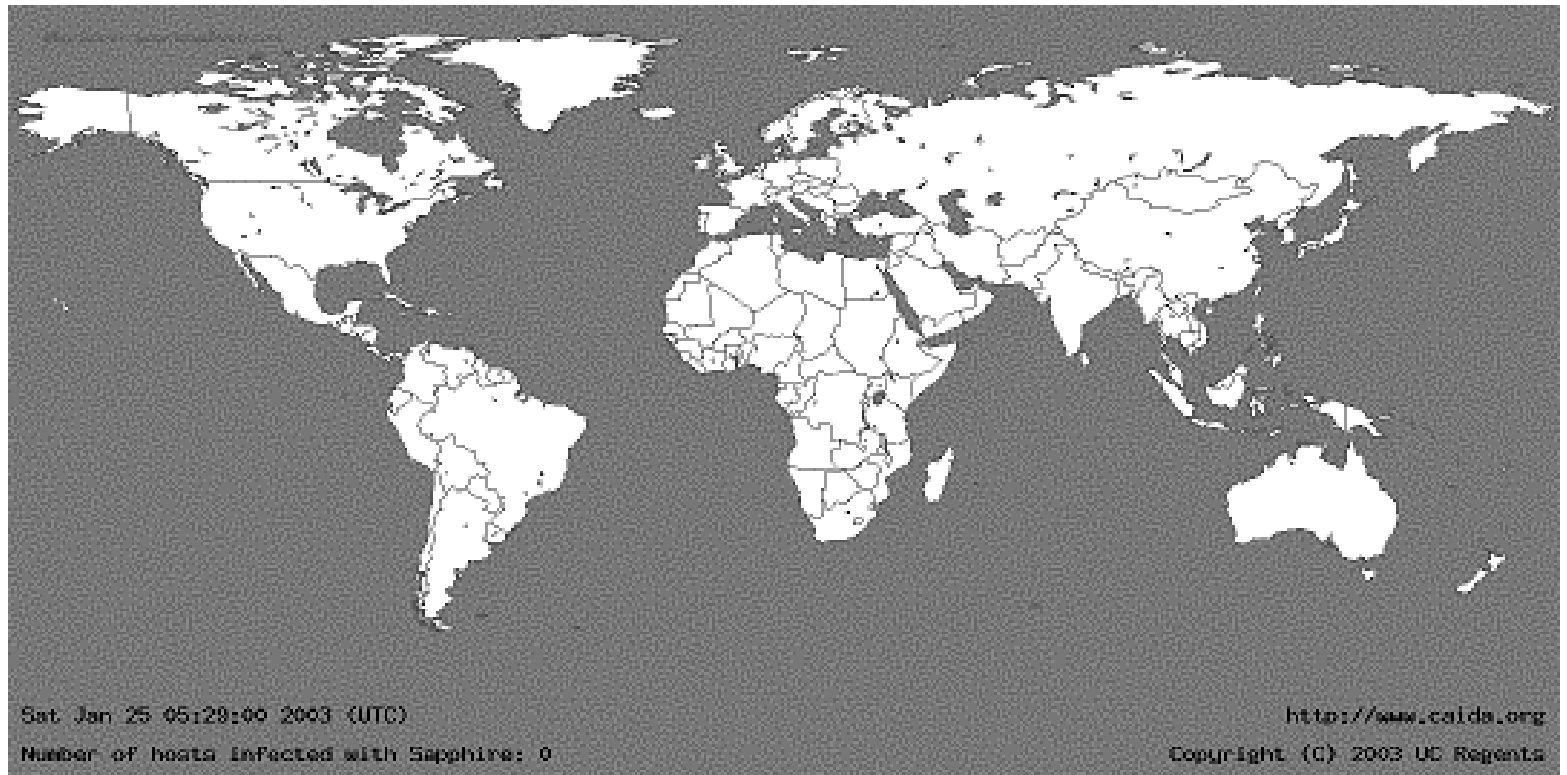 Sat Jan 25 05:29:00 2003 (UTC)
http://www.caida.org
Number of hosts infected with Sapphire: 0
Copyright (C) 2003 UC Regents